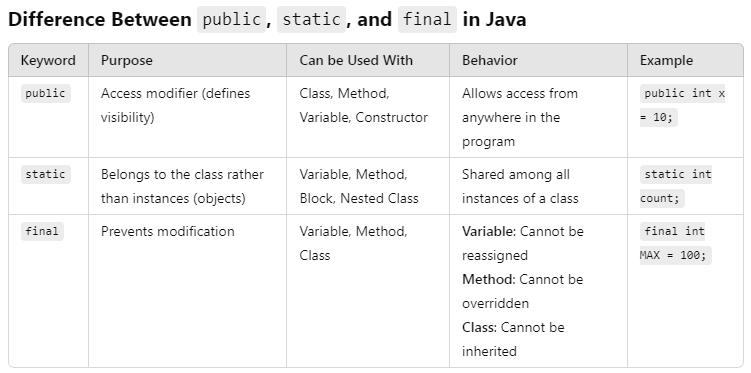 Difference Between public, static, and final in Java
Keyword Purpose Can be Used With Behavior Example
public Access modifier (defines Class, Method, Allows access from public int x
visibility) Variable, Constructor anywhere in the = 10;
program
static Belongs to the class rather Variable, Method, Shared among all static int
than instances (objects) Block, Nested Class instances of a class count;
final Prevents modification Variable, Method, Variable: Cannot be final int
Class reassigned MAX = 100;
Method: Cannot be
overridden
Class: Cannot be
inherited